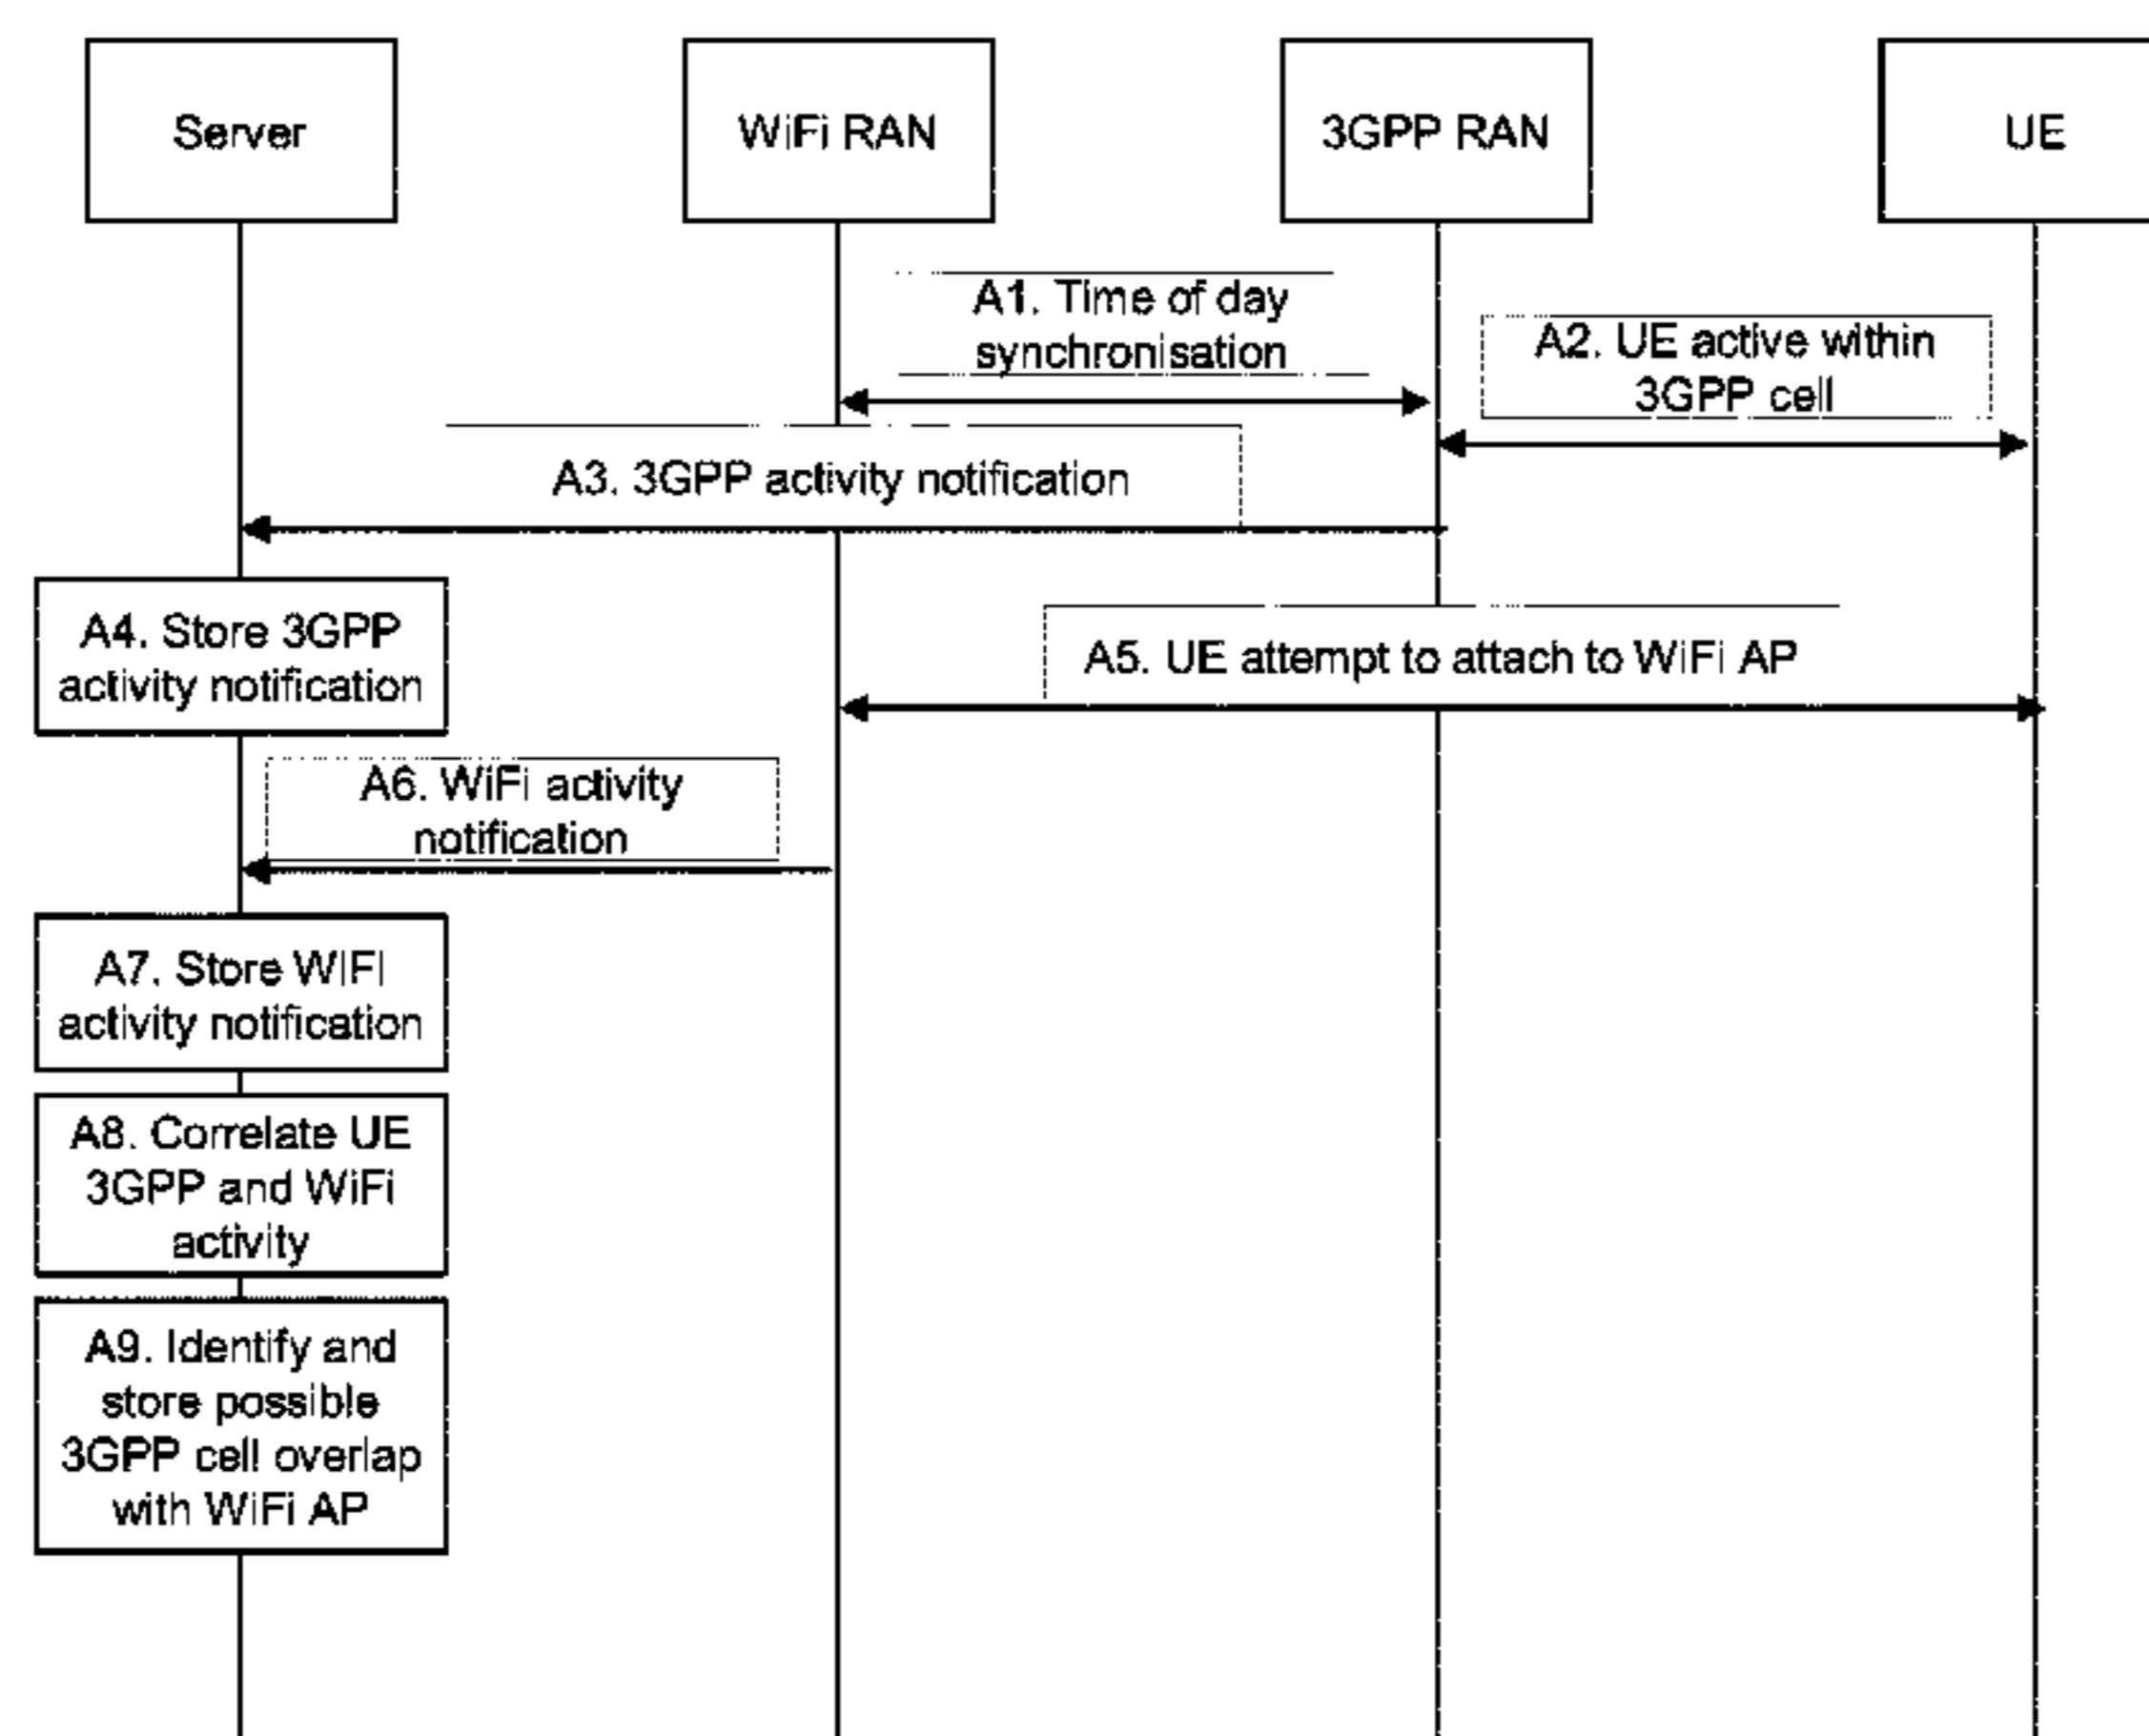 Server
WiFi RAN
3GPP RAN
UE
A1. Time of day
synchronisation
A2. UE active within
3GPP cell
A3. 3GPP activity notification
A4. Store 3GPP
activity notification
A5. UE attempt to attach to WiFi AP
A6. WiFi activity
notification
A7. Store WIFI
activity notification
A8. Correlate UE
3GPP and WiFi
activity
A9. Identify and
store possible
3GPP cell overlap
with WiFi AP